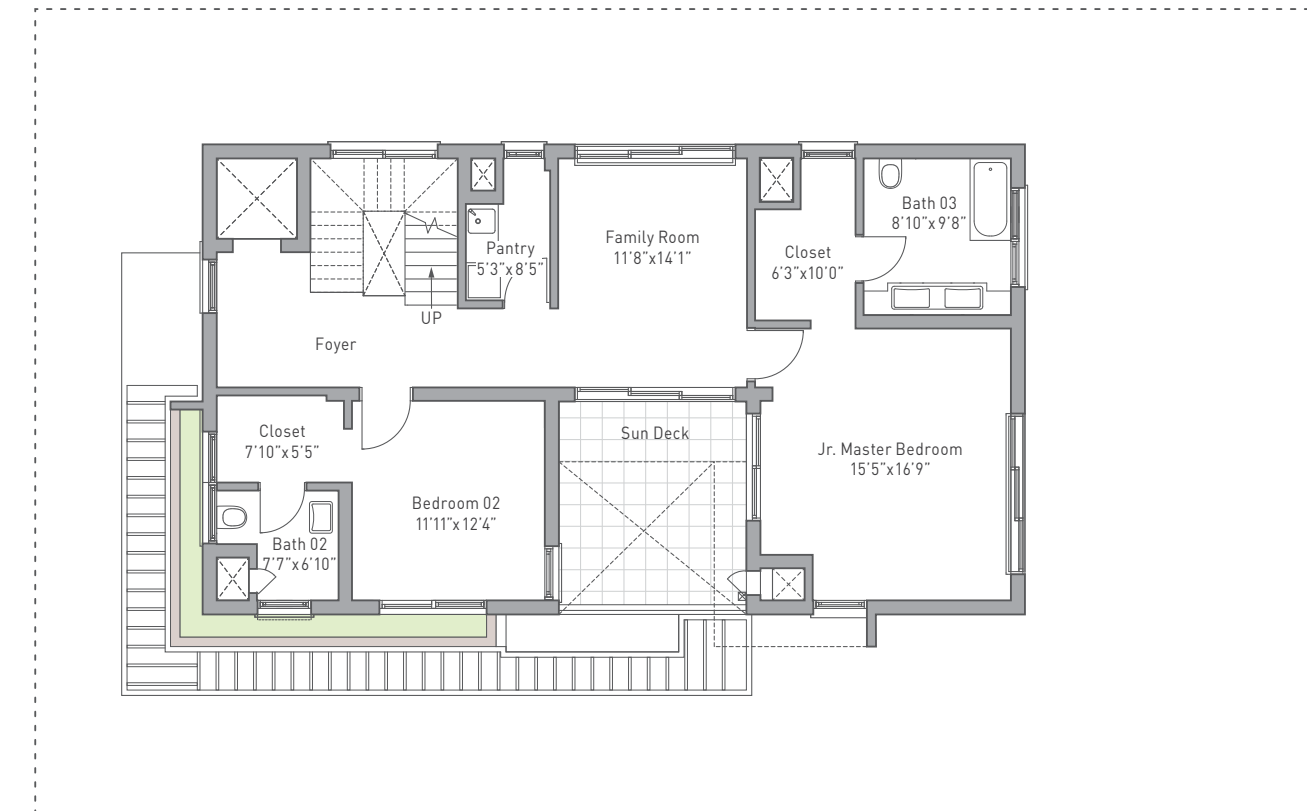 Bath 03
8'10"x9'8"
Family Room
11'8"x14'1"
Pantry
5'3"x8'5"
Closet
6'3"x10'0"
UP
Foyer
Closet
7'10"x5'5"
Sun Deck
Jr. Master Bedroom
15'5"x16'9"
Bedroom 02
11'11"x12'4"
Bath 02
7'7"x6'10"